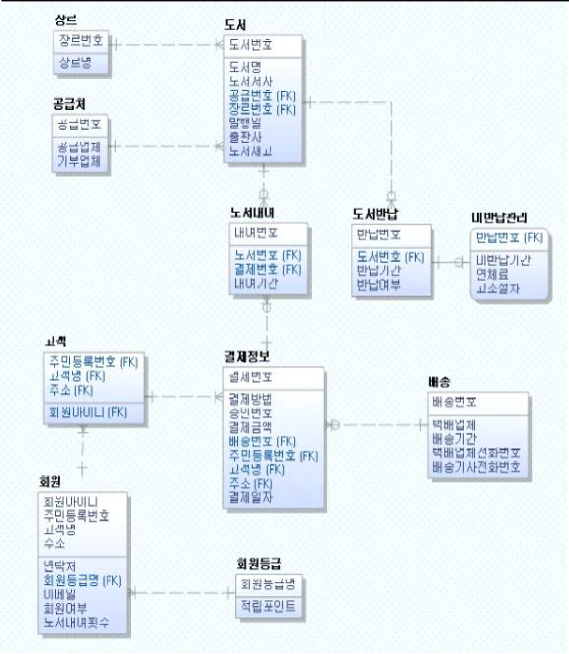 장르
장르번호
장르명
공급처
공급번호
공급업체
기부업체
도서
도서번호
도서명
도서저자
공급번호 (FK)
장르번호 (FK)
발행일
출판사
도서재고
도서대여
대여번호
도서번호 (FK)
결제번호 (FK)
대여기간
도서반납
반납번호
도서번호 (FK)
반납기간
반납여부
미반납관리
반납번호 (FK)
미반납기간
연체료
고객
주민등록번호 (FK)
고객명 (FK)
주소 (FK)
회원아이디 (FK)
결제정보
결제번호
결제방법
승인번호
결제금액
배송번호 (FK)
주민등록번호 (FK)
고객명 (FK)
주소 (FK)
결제일자
배송
배송번호
택배업체
배송기간
택배업체전화번호
배송기사전화번호
회원
회원아이디
주민등록번호
고객명
주소
연락처
회원등급명 (FK)
이메일
회원여부
도서대여횟수
회원등급
회원등급명
적립포인트